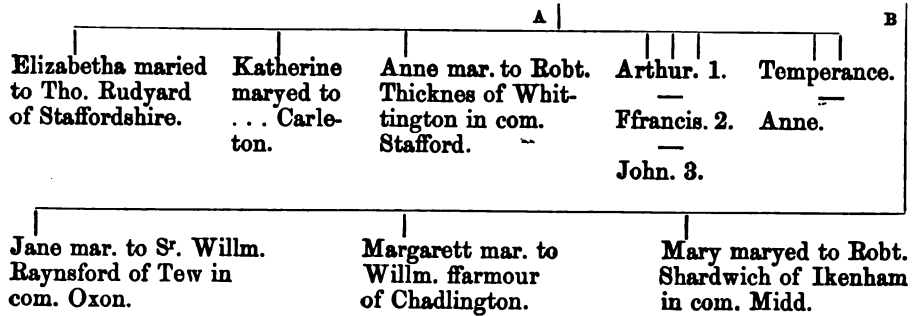 A B
Elizabetha maried
to Tho. Rudyard
of Staffordshire.
Katherine
maryed to
. . . Carle-
ton.
Anne mar. to Robt.
Thicknes of Whit-
tington in com.
Stafford.
Arthur. 1.
Ffrancis. 2.
John. 3.
Temperance.
Anne.
Jane mar. to Sʳ. Willm.
Raynsford of Tew in
com. Oxon.
Margarett mar. to
Willm. ffarmour
of Chadlington.
Mary maryed to Robt.
Shardwich of Ikenham
in com. Midd.